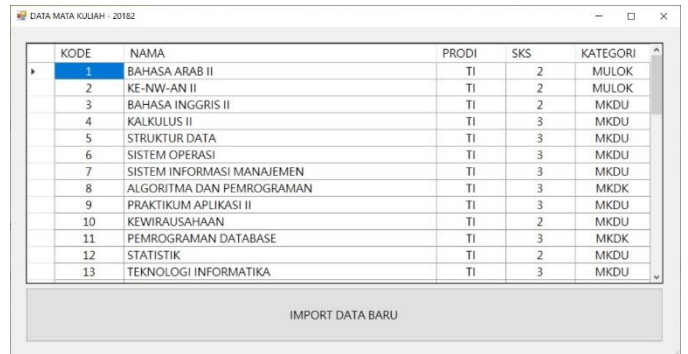 DATA MATA KULIAH - 20182
KODE NAMA PRODI SKS KATEGORI
1 BAHASA ARAB II TI 2 MULOK
2 KE-NW-AN II TI 2 MULOK
3 BAHASA INGGRIS II TI 2 MKDU
4 KALKULUS II TI 3 MKDU
5 STRUKTUR DATA TI 3 MKDU
6 SISTEM OPERASI TI 3 MKDU
7 SISTEM INFORMASI MANAJEMEN TI 3 MKDU
8 ALGORITMA DAN PEMROGRAMAN TI 3 MKDK
9 PRAKTIKUM APLIKASI II TI 3 MKDU
10 KEWIRAUSAHAAN TI 2 MKDU
11 PEMROGRAMAN DATABASE TI 3 MKDK
12 STATISTIK TI 2 MKDU
13 TEKNOLOGI INFORMATIKA TI 3 MKDU
IMPORT DATA BARU